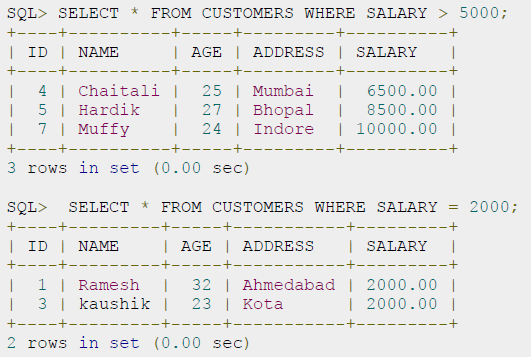 SQL> SELECT * FROM CUSTOMERS WHERE SALARY > 5000;
+----+----------+-----+---------+----------+
| ID | NAME     | AGE | ADDRESS | SALARY   |
+----+----------+-----+---------+----------+
|  4 | Chaitali |  25 | Mumbai  |  6500.00 |
|  5 | Hardik   |  27 | Bhopal  |  8500.00 |
|  7 | Muffy    |  24 | Indore  | 10000.00 |
+----+----------+-----+---------+----------+
3 rows in set (0.00 sec)
SQL>  SELECT * FROM CUSTOMERS WHERE SALARY = 2000;
+----+---------+-----+-----------+---------+
| ID | NAME    | AGE | ADDRESS   | SALARY  |
+----+---------+-----+-----------+---------+
|  1 | Ramesh  |  32 | Ahmedabad | 2000.00 |
|  3 | kaushik |  23 | Kota      | 2000.00 |
+----+---------+-----+-----------+---------+
2 rows in set (0.00 sec)